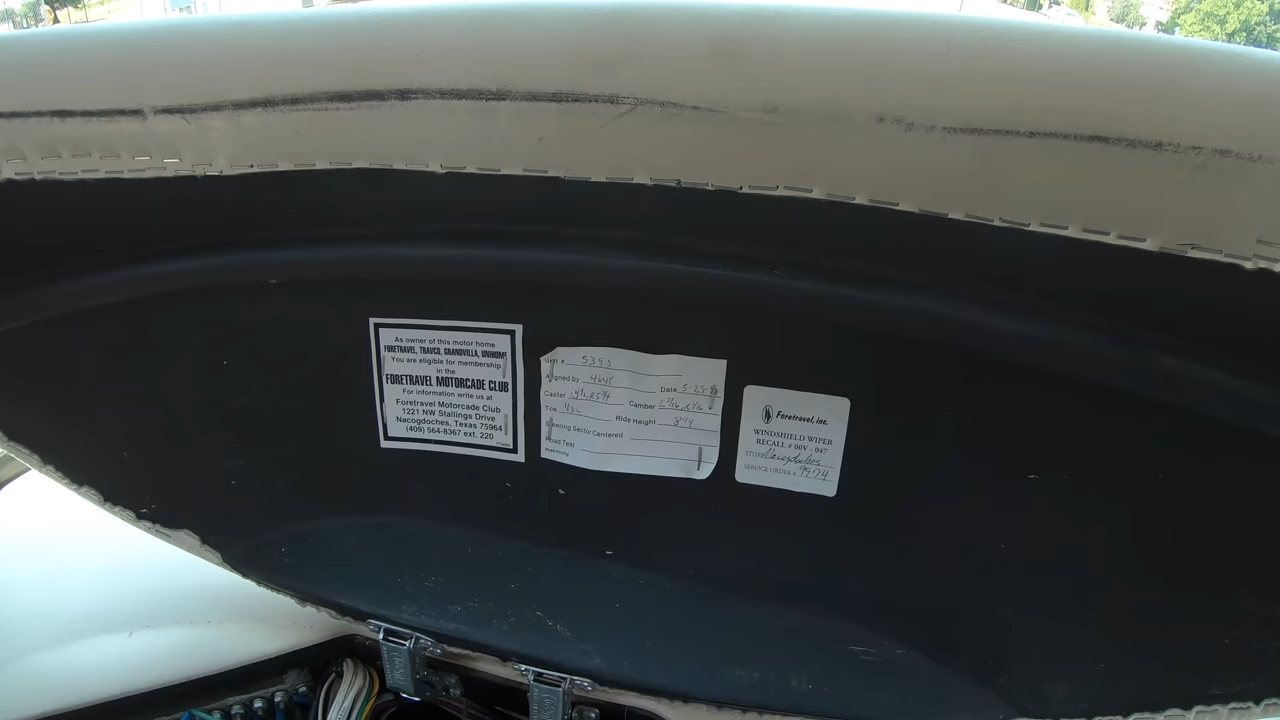 As owner of this motor home
FORETRAVEL, TRAVCO, GRANDVILLA, UNIHOME
You are eligible for membership
in the
FORETRAVEL MOTORCADE CLUB
For information write us at
Foretravel Motorcade Club
1221 NW Stallings Drive
Nacogdoches, Texas 75964
(409) 564-8367 ext. 220
Unit # 5393
Aligned by Date
Caster Camber
Toe Ride Height
Steering Sector Centered
Road Test
Foretravel, Inc.
WINDSHIELD WIPER
RECALL # 00V - 047
STORE Nacogdoches
SERVICE ORDER # 9974